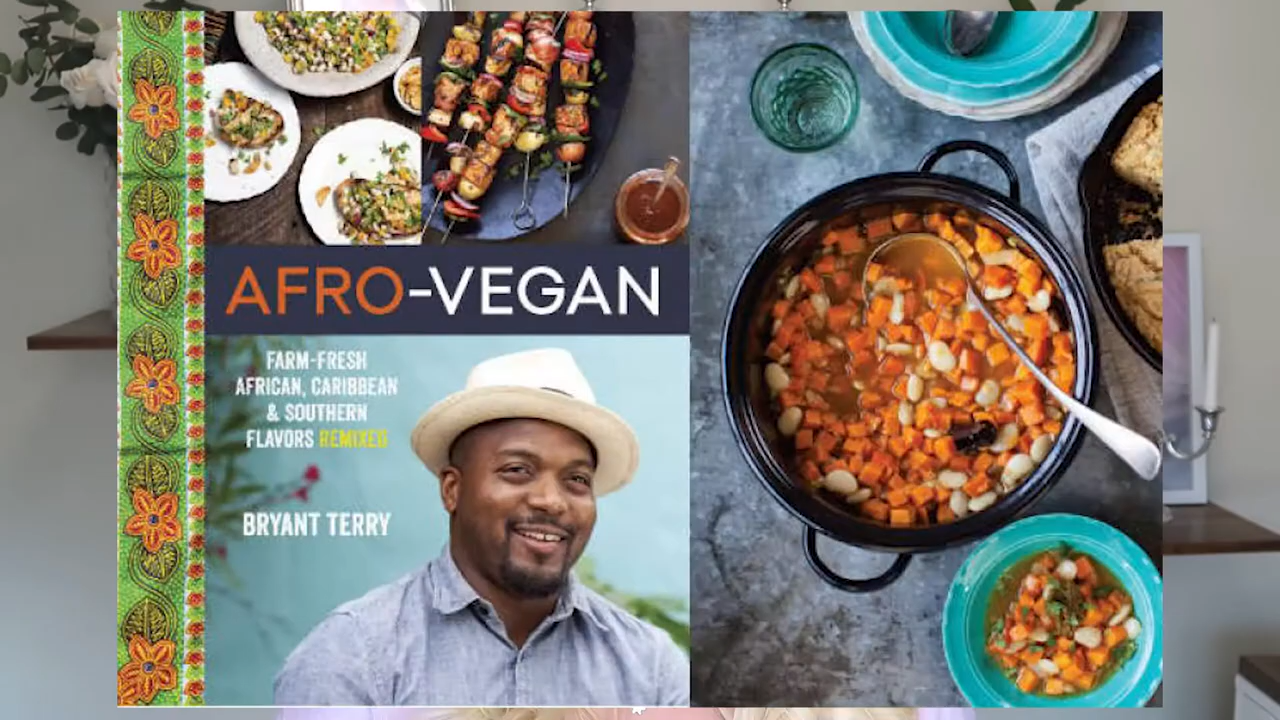 AFRO-VEGAN
FARM-FRESH
AFRICAN, CARIBBEAN
& SOUTHERN
FLAVORS REMIXED
BRYANT TERRY